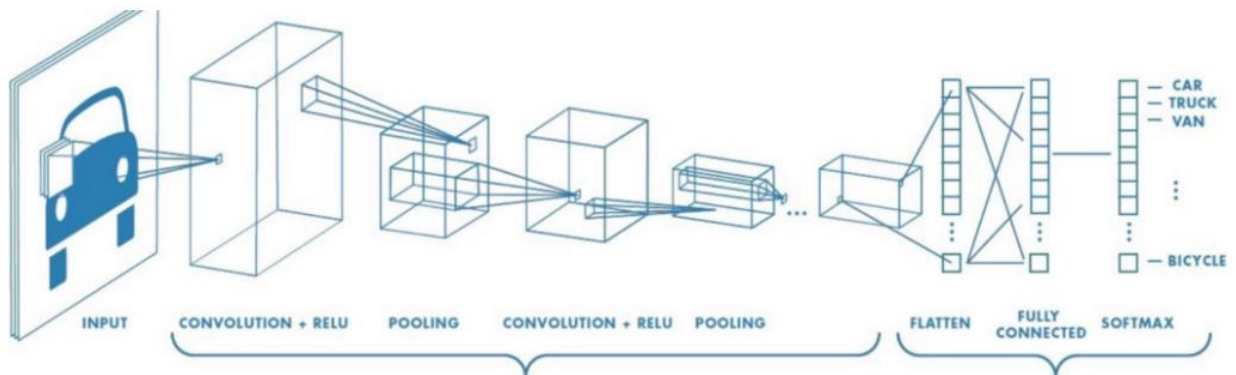 CAR
TRUCK
VAN
BICYCLE
INPUT
CONVOLUTION + RELU
POOLING
CONVOLUTION + RELU
POOLING
FLATTEN
FULLY
CONNECTED
SOFTMAX